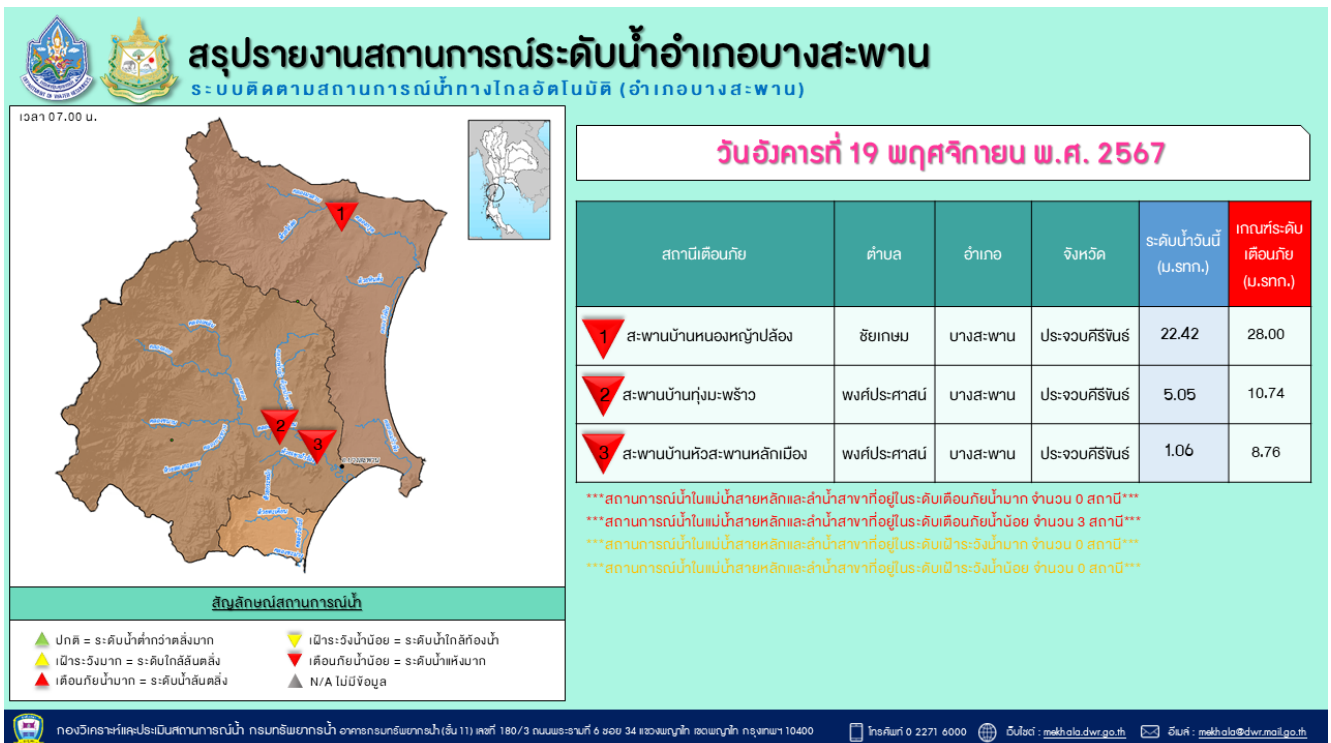 สรุปรายงานสถานการณ์ระดับน้ำอำเภอบางสะพาน
ระบบติดตามสถานการณ์น้ำทางไกลอัตโนมัติ (อำเภอบางสะพาน)
เวลา 07.00 น.
1
2
3
วันอังคารที่ 19 พฤศจิกายน พ.ศ. 2567
สถานีเตือนภัย ตำบล อำเภอ จังหวัด ระดับน้ำวันนี้ (ม.รทก.) เกณฑ์ระดับเตือนภัย (ม.รทก.)
1 สะพานบ้านหนองหญ้าปล้อง ชัยเกษม บางสะพาน ประจวบคีรีขันธ์ 22.42 28.00
2 สะพานบ้านทุ่งมะพร้าว พงศ์ประศาสน์ บางสะพาน ประจวบคีรีขันธ์ 5.05 10.74
3 สะพานบ้านหัวสะพานหลักเมือง พงศ์ประศาสน์ บางสะพาน ประจวบคีรีขันธ์ 1.06 8.76
***สถานการณ์น้ำในแม่น้ำสายหลักและลำน้ำสาขาที่อยู่ในระดับเตือนภัยน้ำมาก จำนวน 0 สถานี***
***สถานการณ์น้ำในแม่น้ำสายหลักและลำน้ำสาขาที่อยู่ในระดับเตือนภัยน้ำน้อย จำนวน 3 สถานี***
***สถานการณ์น้ำในแม่น้ำสายหลักและลำน้ำสาขาที่อยู่ในระดับเฝ้าระวังน้ำมาก จำนวน 0 สถานี***
***สถานการณ์น้ำในแม่น้ำสายหลักและลำน้ำสาขาที่อยู่ในระดับเฝ้าระวังน้ำน้อย จำนวน 0 สถานี***
สัญลักษณ์สถานการณ์น้ำ
ปกติ = ระดับน้ำต่ำกว่าตลิ่งมาก
เฝ้าระวังมาก = ระดับใกล้ล้นตลิ่ง
เตือนภัยน้ำมาก = ระดับน้ำล้นตลิ่ง
เฝ้าระวังน้ำน้อย = ระดับน้ำใกล้ท้องน้ำ
เตือนภัยน้ำน้อย = ระดับน้ำแห้งมาก
N/A ไม่มีข้อมูล
กองวิเคราะห์และประเมินสถานการณ์น้ำ กรมทรัพยากรน้ำ อาคารกรมทรัพยากรน้ำ (ชั้น 11) เลขที่ 180/3 ถนนพระรามที่ 6 ซอย 34 แขวงพญาไท เขตพญาไท กรุงเทพฯ 10400 โทรศัพท์ 0 2271 6000 เว็บไซต์ : mekhala.dwr.go.th อีเมล์ : mekhala@dwr.mail.go.th